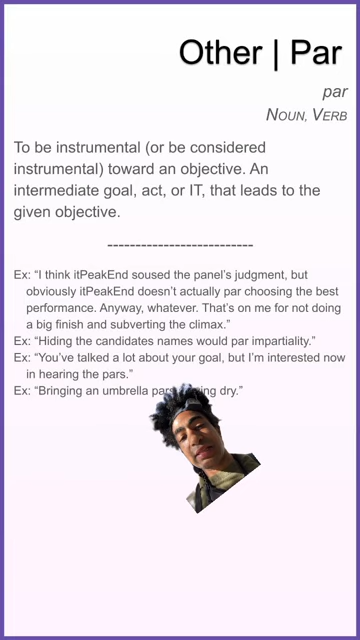 Other | Par
par
Noun, Verb
To be instrumental (or be considered
instrumental) toward an objective. An
intermediate goal, act, or IT, that leads to the
given objective.
--------------------------
Ex: “I think itPeakEnd soused the panel’s judgment, but
obviously itPeakEnd doesn’t actually par choosing the best
performance. Anyway, whatever. That’s on me for not doing
a big finish and subverting the climax.”
Ex: “Hiding the candidates names would par impartiality.”
Ex: “You’ve talked a lot about your goal, but I’m interested now
in hearing the pars.”
Ex: “Bringing an umbrella dry.”